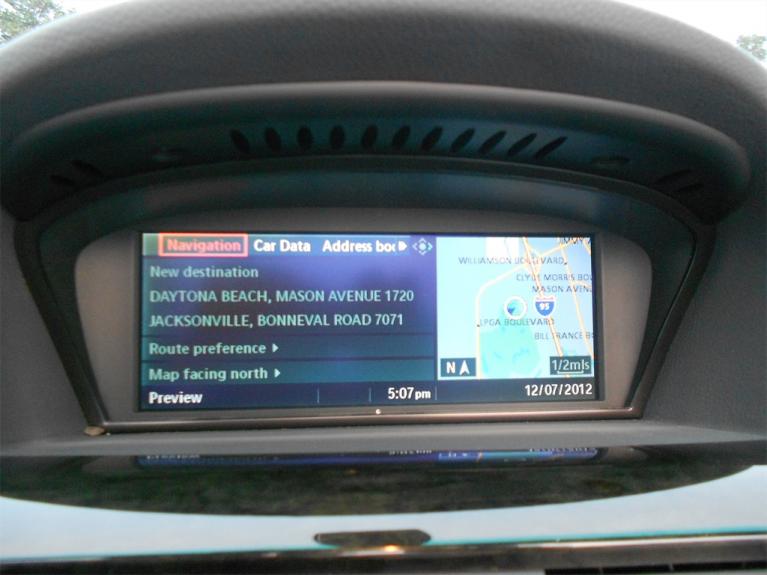 Navigation Car Data Address boo
New destination
DAYTONA BEACH, MASON AVENUE 1720
JACKSONVILLE, BONNEVAL ROAD 7071
Route preference
Map facing north
Preview
5:07pm
12/07/2012
WILLIAMSON BOULEVARD
CLYDE MORRIS BO
MASON AVEN
95
LPGA BOULEVARD
BILL FRANCE B
N
1/2mls